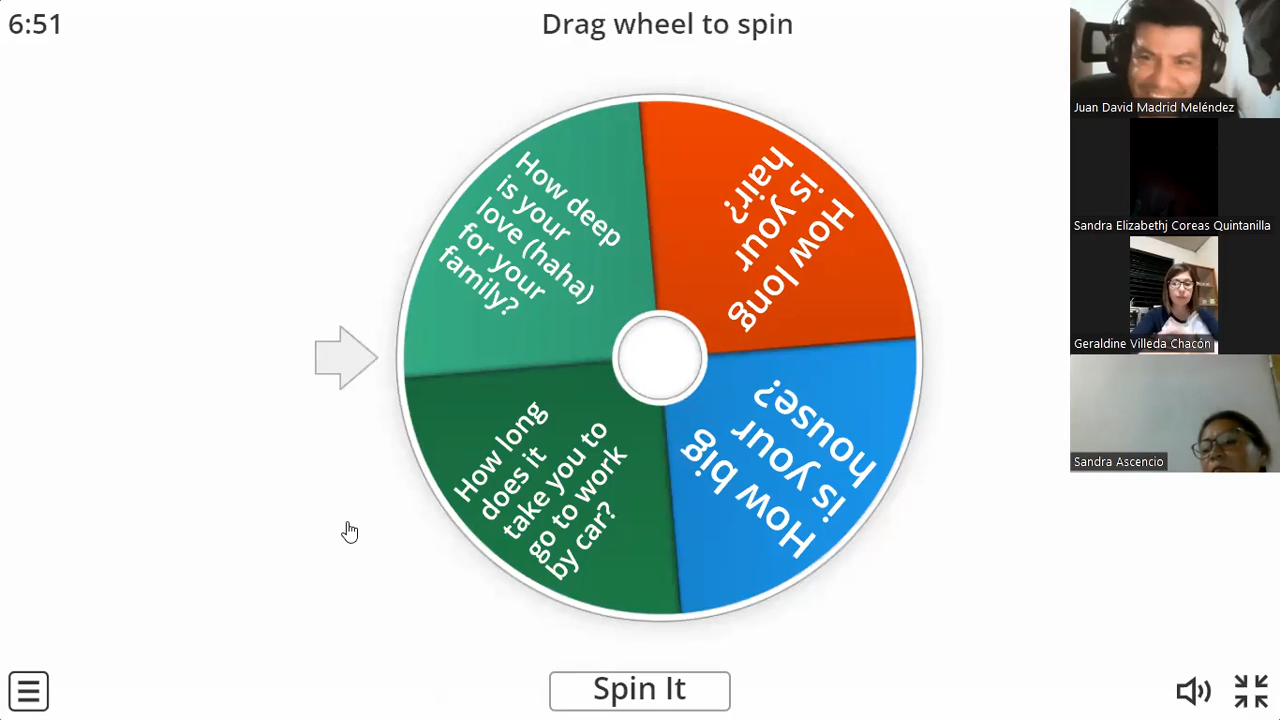 6:51
Drag wheel to spin
How deep
is your
love (haha)
for your
family?
How long
is your
hair?
How long
does it
take you to
go to work
by car?
How big
is your
house?
Spin It
Juan David Madrid Meléndez
Sandra Elizabethj Coreas Quintanilla
Geraldine Villeda Chacón
Sandra Ascencio